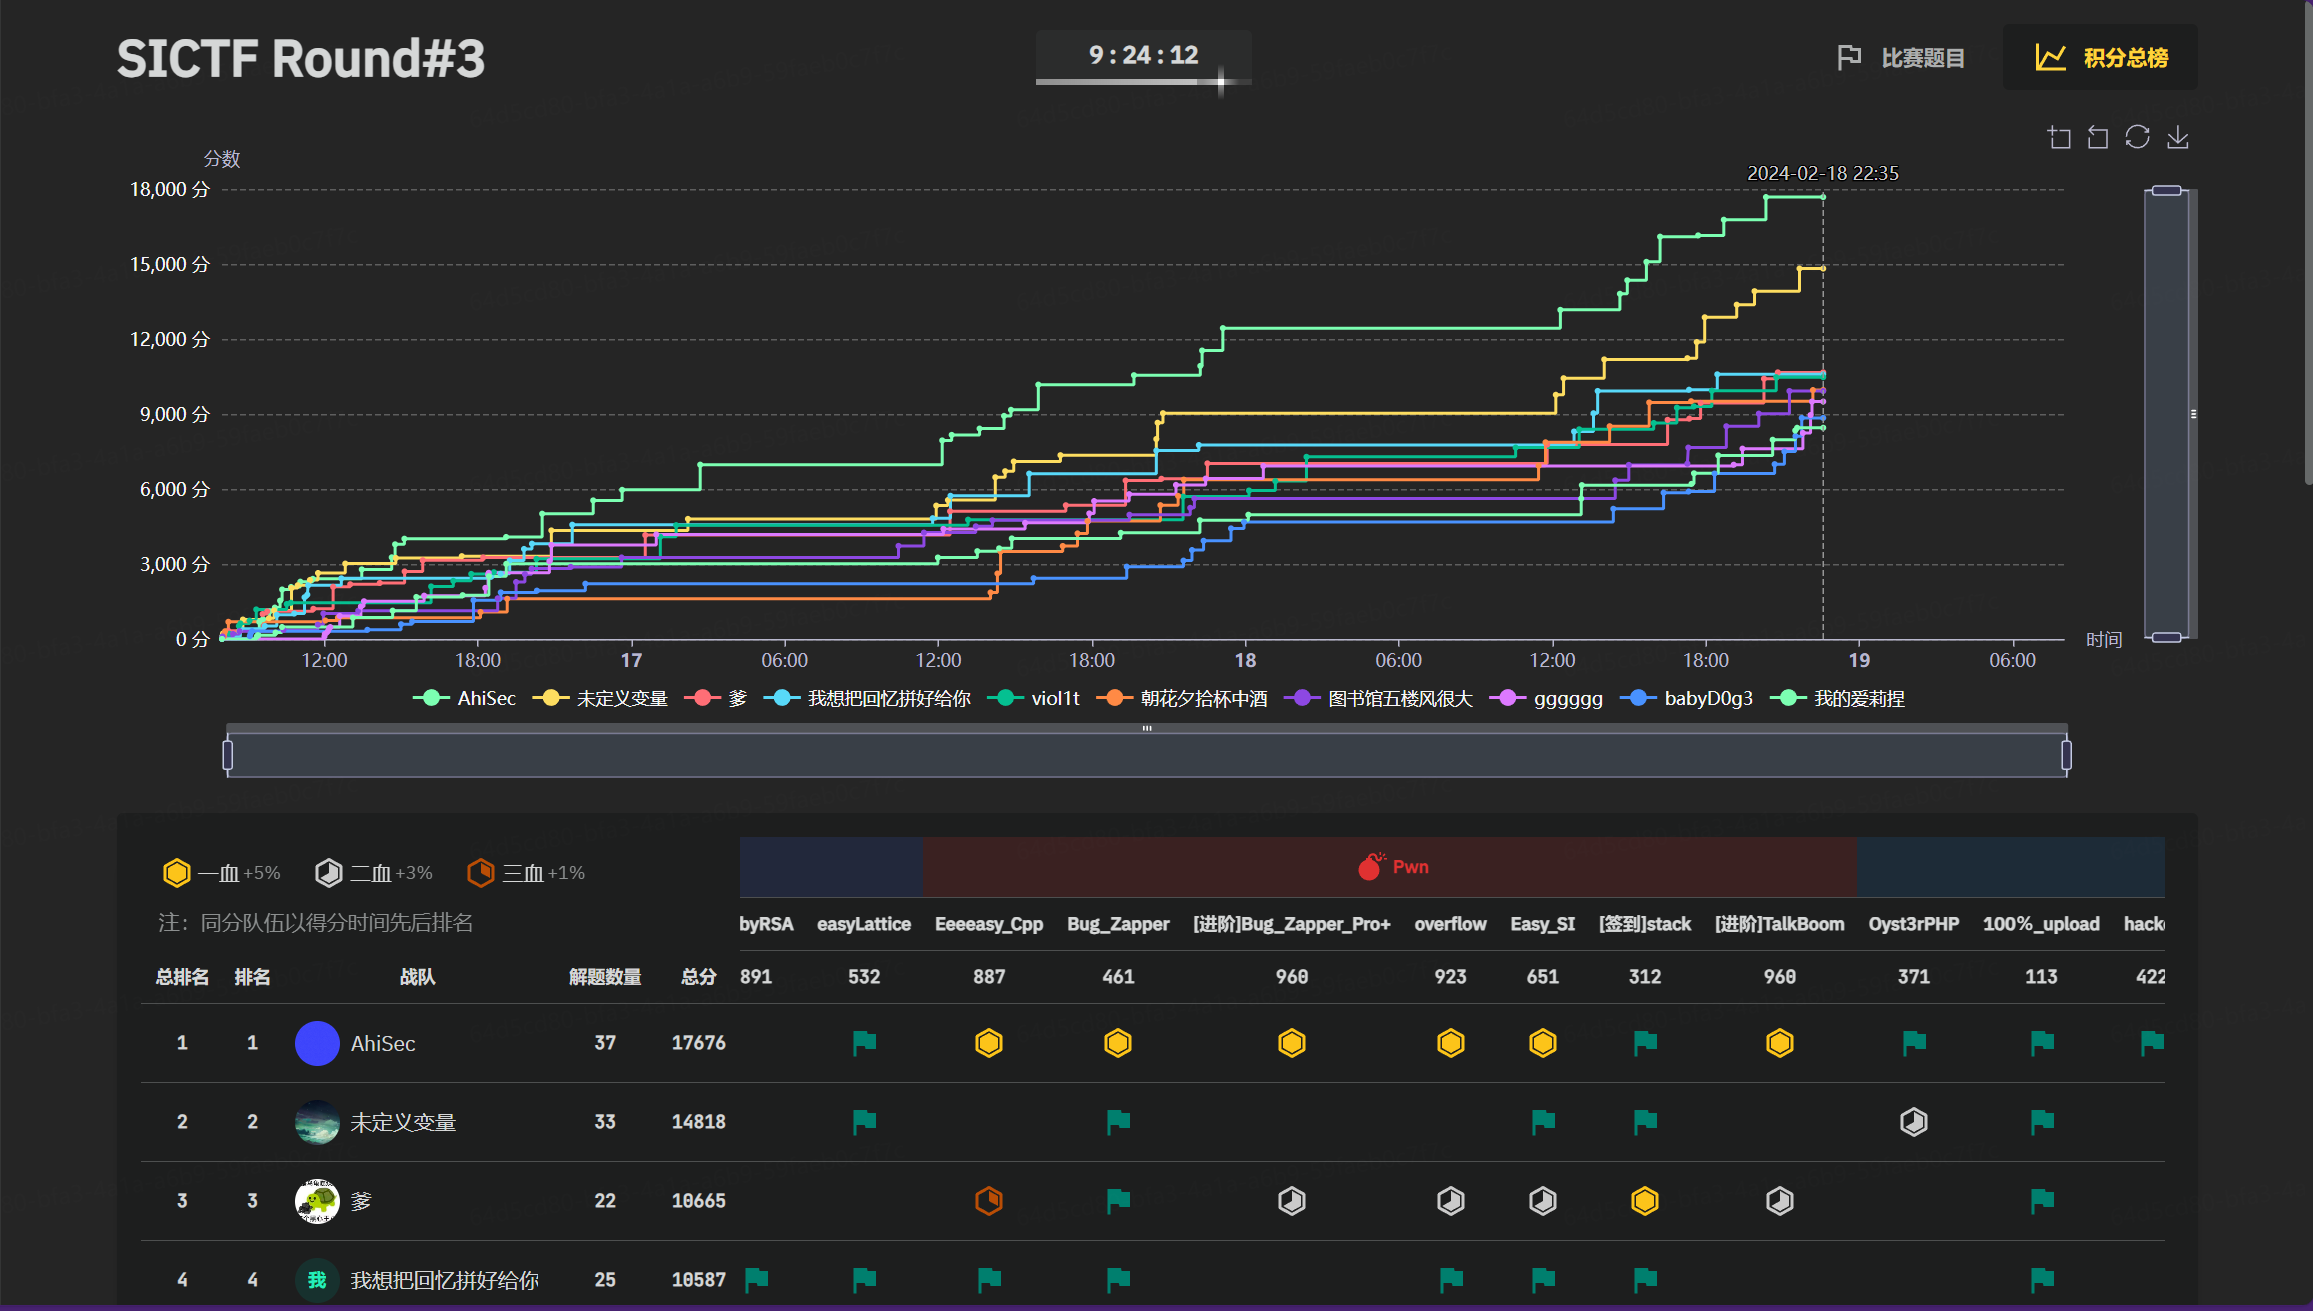 SICTF Round#3
9 : 24 : 12
比赛题目
积分总榜
分数
2024-02-18 22:35
18,000 分
15,000 分
12,000 分
9,000 分
6,000 分
3,000 分
0 分
时间
12:00 18:00 17 06:00 12:00 18:00 18 06:00 12:00 18:00 19 06:00
AhiSec 未定义变量 爹 我想把回忆拼好给你 viol1t 朝花夕拾杯中酒 图书馆五楼风很大 gggggg babyD0g3 我的爱莉捏
一血 +5% 二血 +3% 三血 +1%
Pwn
注：同分队伍以得分时间先后排名
byRSA easyLattice Eeeeasy_Cpp Bug_Zapper [进阶]Bug_Zapper_Pro+ overflow Easy_SI [签到]stack [进阶]TalkBoom Oyst3rPHP 100%_upload hack
总排名 排名 战队 解题数量 总分 891 532 887 461 960 923 651 312 960 371 113 422
1 1 AhiSec 37 17676
2 2 未定义变量 33 14818
3 3 爹 22 10665
4 4 我 我想把回忆拼好给你 25 10587